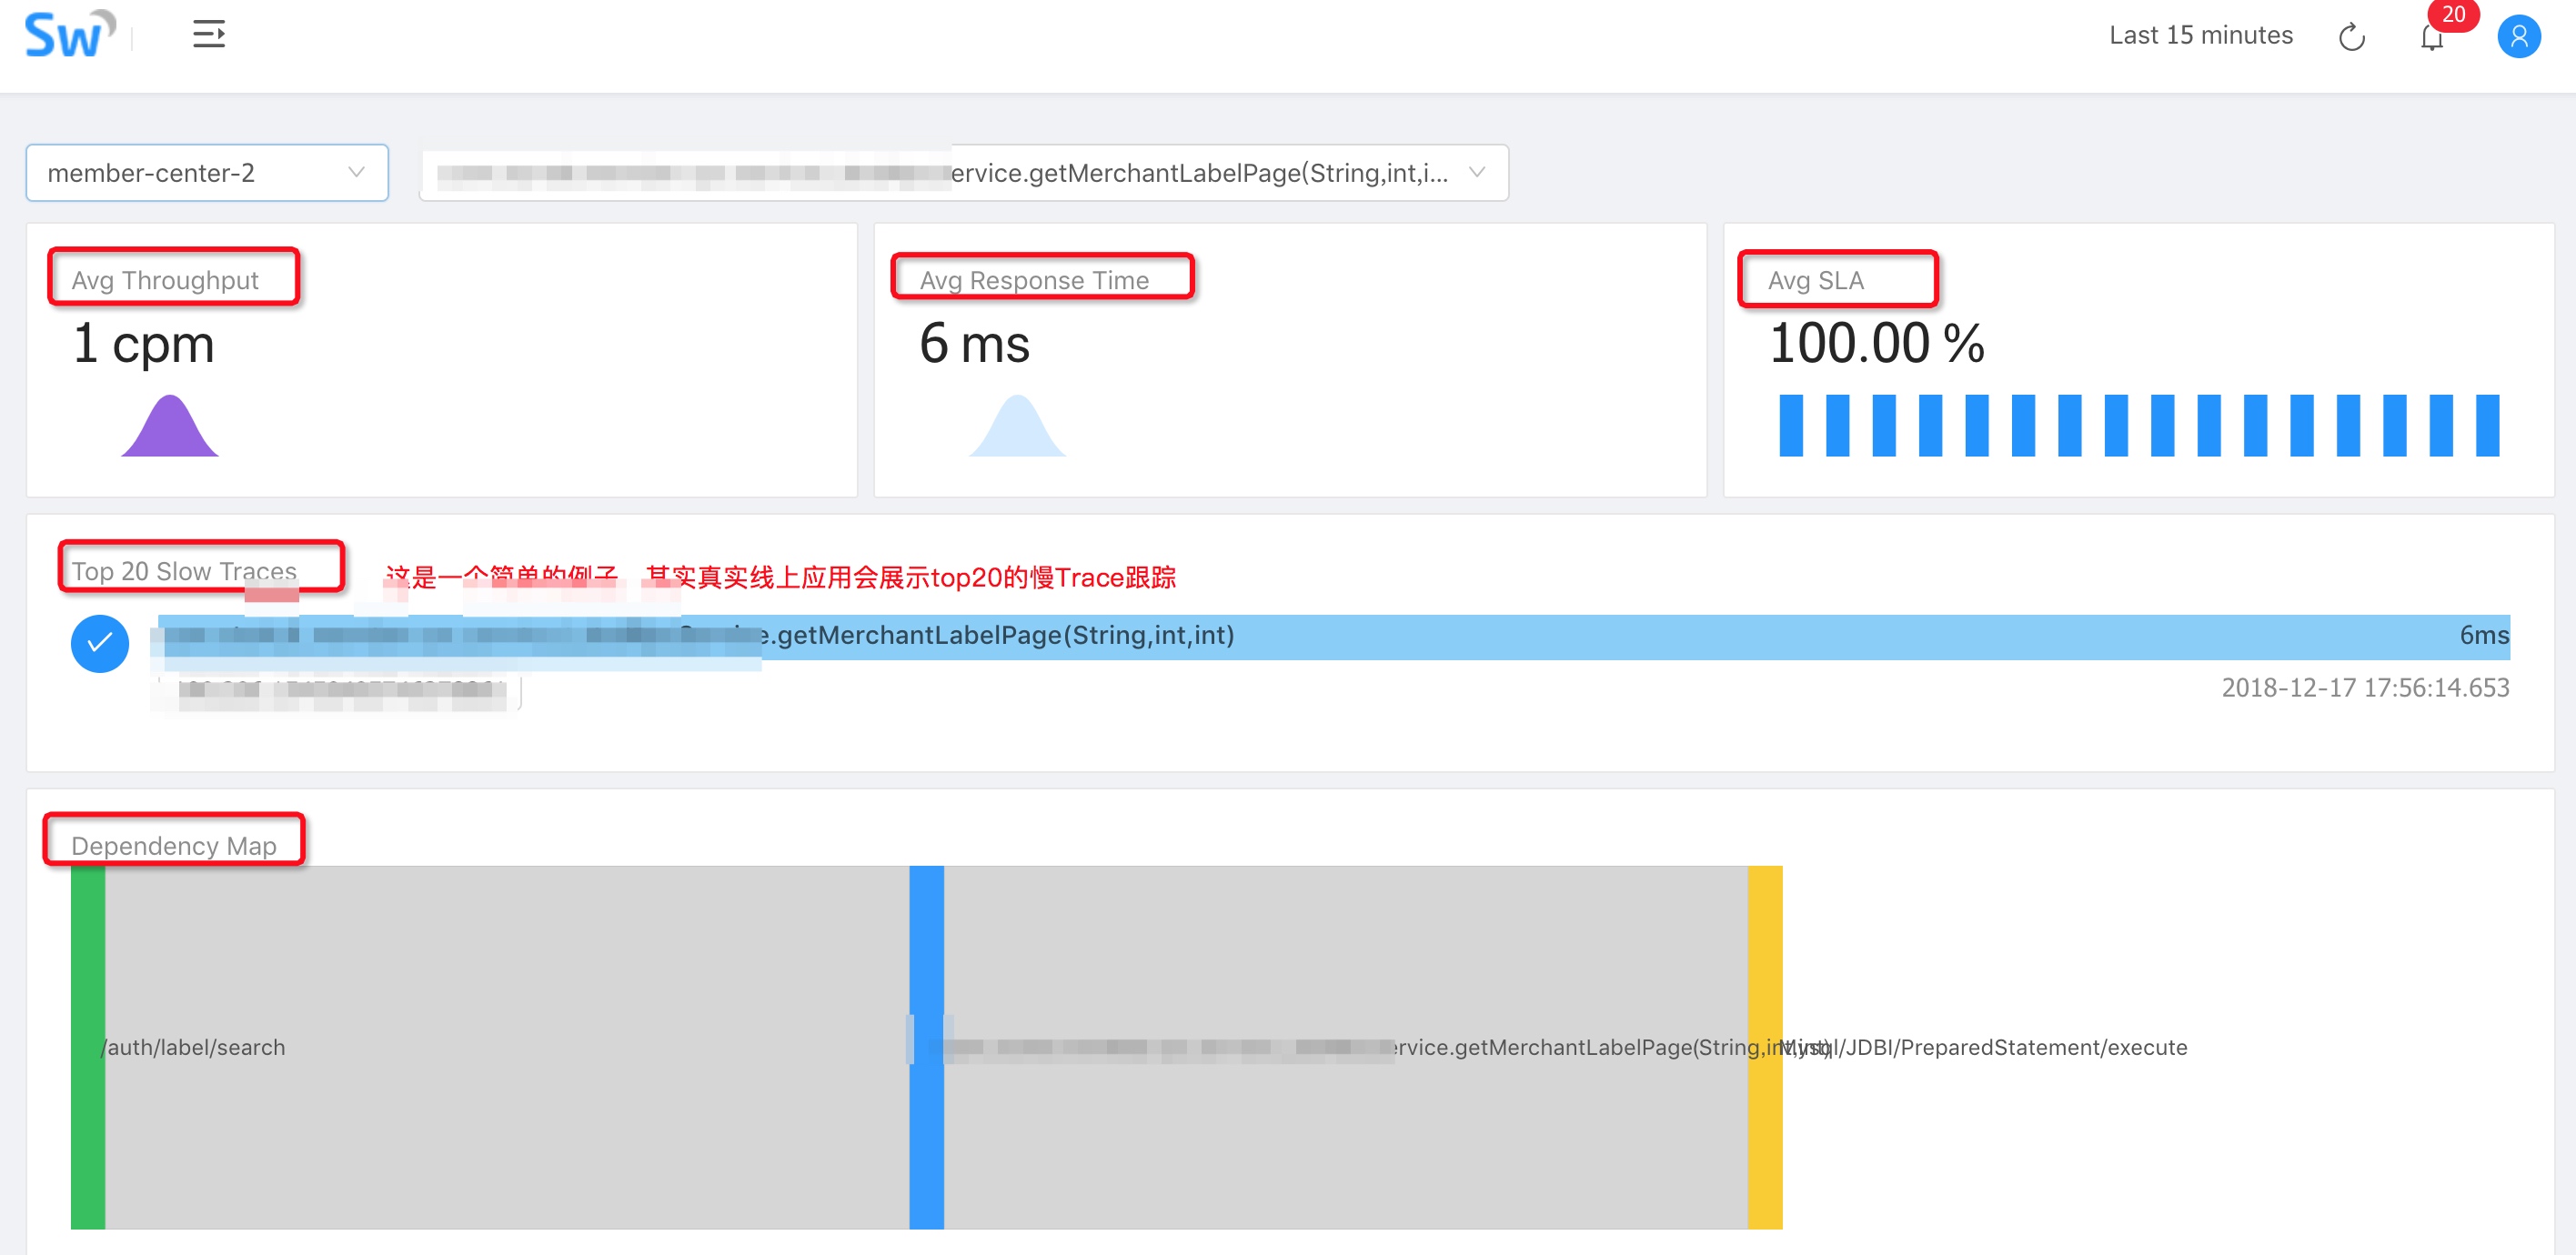 Sw
Last 15 minutes
20
member-center-2
ervice.getMerchantLabelPage(String,int,i...
Avg Throughput
1 cpm
Avg Response Time
6 ms
Avg SLA
100.00 %
Top 20 Slow Traces
这是一个简单的例子，其实真实线上应用会展示top20的慢Trace跟踪
e.getMerchantLabelPage(String,int,int)
6ms
2018-12-17 17:56:14.653
Dependency Map
/auth/label/search
ervice.getMerchantLabelPage(String,int,int)
Mysql/JDBI/PreparedStatement/execute